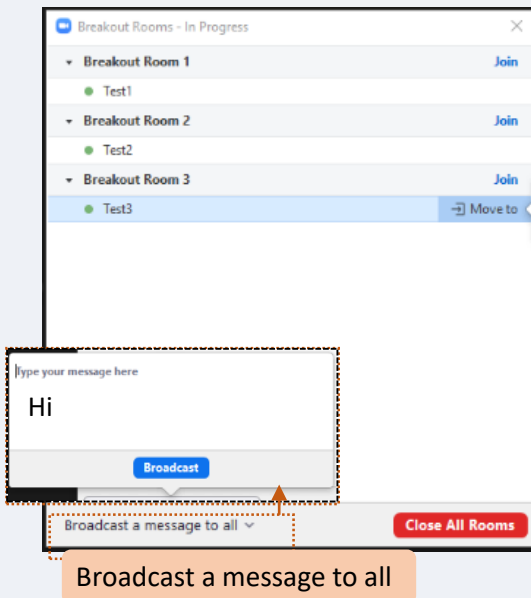 Breakout Rooms - In Progress
Breakout Room 1 Join
Test1
Breakout Room 2 Join
Test2
Breakout Room 3 Join
Test3 Move to
Type your message here
Hi
Broadcast
Broadcast a message to all
Close All Rooms
Broadcast a message to all